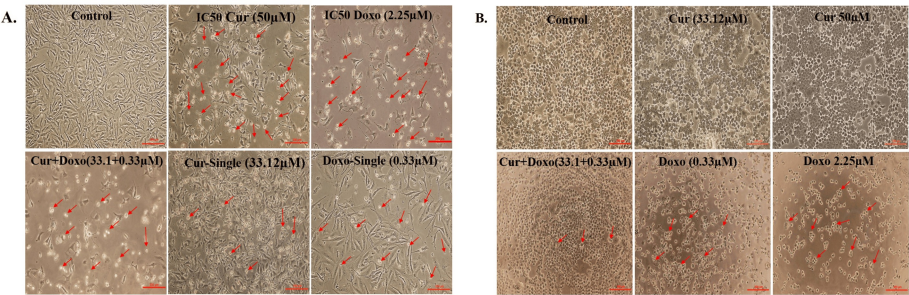 A.
Control
IC50 Cur (50μM)
IC50 Doxo (2.25μM)
Cur+Doxo(33.1+0.33μM)
Cur-Single (33.12μM)
Doxo-Single (0.33μM)
B.
Control
Cur (33.12μM)
Cur 50μM
Cur+Doxo(33.1+0.33μM)
Doxo (0.33μM)
Doxo 2.25μM